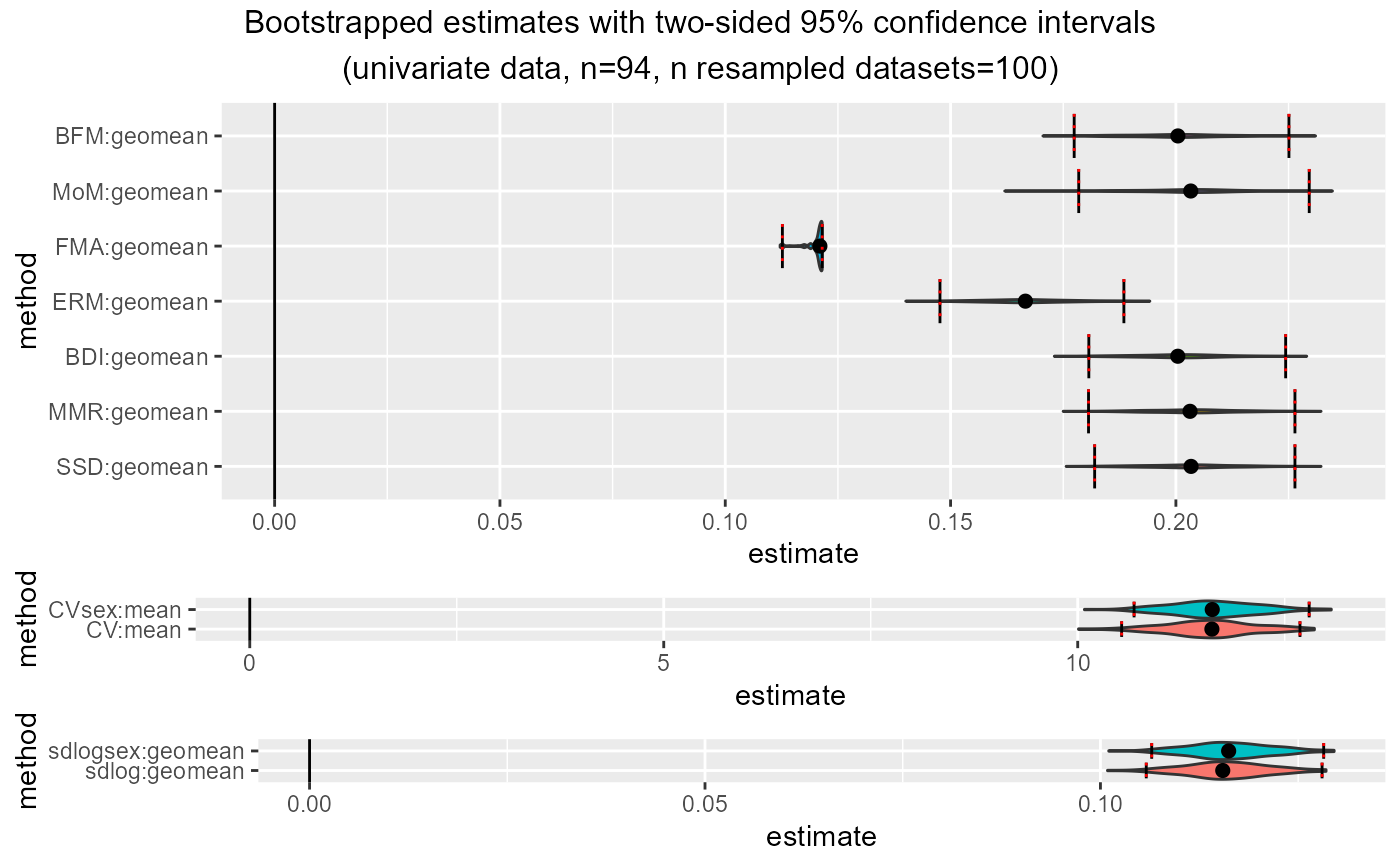 Bootstrapped estimates with two-sided 95% confidence intervals
(univariate data, n=94, n resampled datasets=100)
method
BFM:geomean
MoM:geomean
FMA:geomean
ERM:geomean
BDI:geomean
MMR:geomean
SSD:geomean
0.00 0.05 0.10 0.15 0.20
estimate
method
CVsex:mean
CV:mean
0 5 10
estimate
method
sdlogsex:geomean
sdlog:geomean
0.00 0.05 0.10
estimate